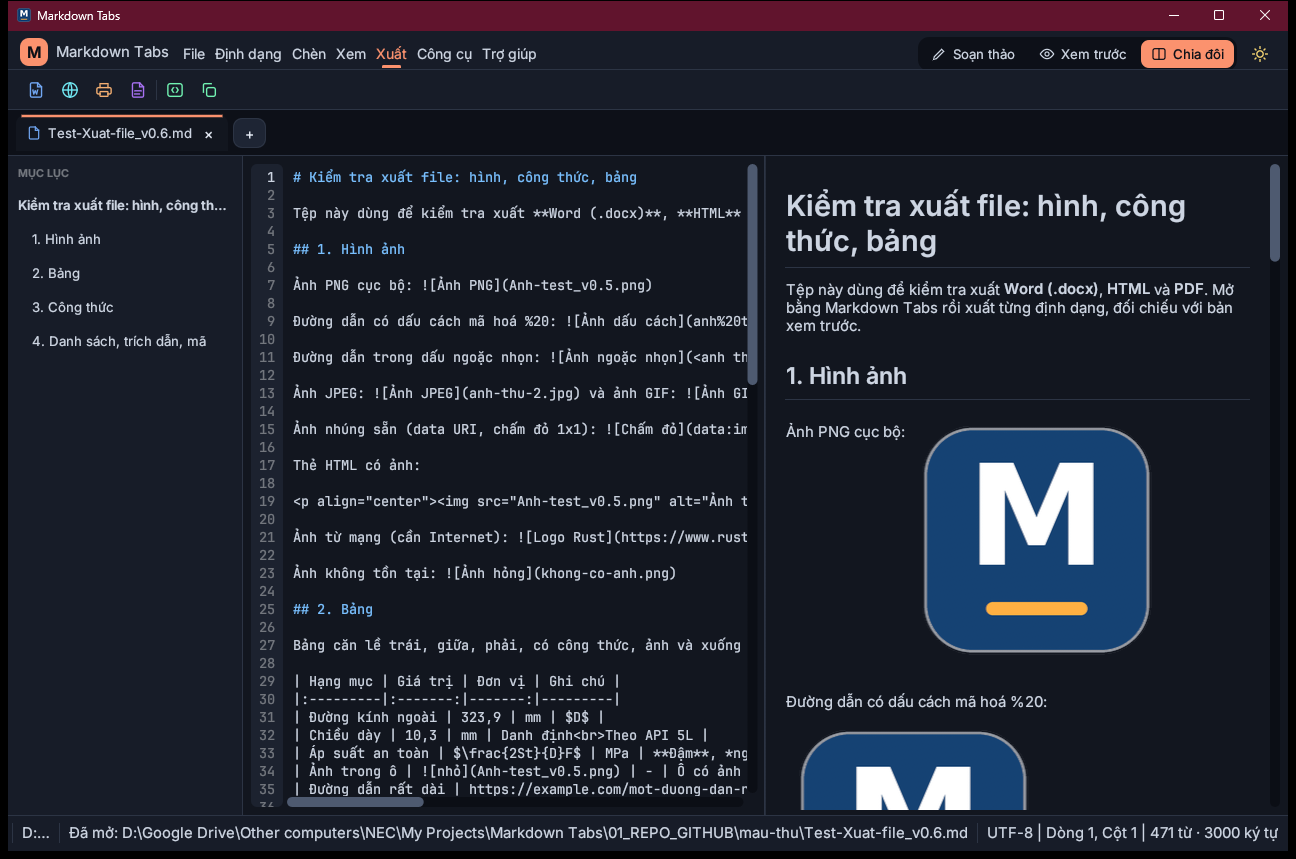 M Markdown Tabs
M Markdown Tabs File Định dạng Chèn Xem Xuất Công cụ Trợ giúp Soạn thảo Xem trước Chia đôi
W
Test-Xuat-file_v0.6.md × +
MỤC LỤC
Kiểm tra xuất file: hình, công th...
1. Hình ảnh
2. Bảng
3. Công thức
4. Danh sách, trích dẫn, mã
1 # Kiểm tra xuất file: hình, công thức, bảng
2
3 Tệp này dùng để kiểm tra xuất **Word (.docx)**, **HTML**
4
5 ## 1. Hình ảnh
6
7 Ảnh PNG cục bộ: ![Ảnh PNG](Anh-test_v0.5.png)
8
9 Đường dẫn có dấu cách mã hoá %20: ![Ảnh dấu cách](anh%20t
10
11 Đường dẫn trong dấu ngoặc nhọn: ![Ảnh ngoặc nhọn](<anh th
12
13 Ảnh JPEG: ![Ảnh JPEG](anh-thu-2.jpg) và ảnh GIF: ![Ảnh GI
14
15 Ảnh nhúng sẵn (data URI, chấm đỏ 1x1): ![Chấm đỏ](data:im
16
17 Thẻ HTML có ảnh:
18
19 <p align="center"><img src="Anh-test_v0.5.png" alt="Ảnh t
20
21 Ảnh từ mạng (cần Internet): ![Logo Rust](https://www.rust
22
23 Ảnh không tồn tại: ![Ảnh hỏng](khong-co-anh.png)
24
25 ## 2. Bảng
26
27 Bảng căn lề trái, giữa, phải, có công thức, ảnh và xuống
28
29 | Hạng mục | Giá trị | Đơn vị | Ghi chú |
30 |:---------|:-------:|-------:|---------|
31 | Đường kính ngoài | 323,9 | mm | $D$ |
32 | Chiều dày | 10,3 | mm | Danh định<br>Theo API 5L |
33 | Áp suất an toàn | $\frac{2St}{D}F$ | MPa | **Đậm**, *ng
34 | Ảnh trong ô | ![nhỏ](Anh-test_v0.5.png) | - | Ô có ảnh
35 | Đường dẫn rất dài | https://example.com/mot-duong-dan-r
36
Kiểm tra xuất file: hình, công
thức, bảng
Tệp này dùng để kiểm tra xuất Word (.docx), HTML và PDF. Mở
bằng Markdown Tabs rồi xuất từng định dạng, đối chiếu với bản
xem trước.
1. Hình ảnh
Ảnh PNG cục bộ:
M
Đường dẫn có dấu cách mã hoá %20:
M
D:... Đã mở: D:\Google Drive\Other computers\NEC\My Projects\Markdown Tabs\01_REPO_GITHUB\mau-thu\Test-Xuat-file_v0.6.md UTF-8 | Dòng 1, Cột 1 | 471 từ · 3000 ký tự